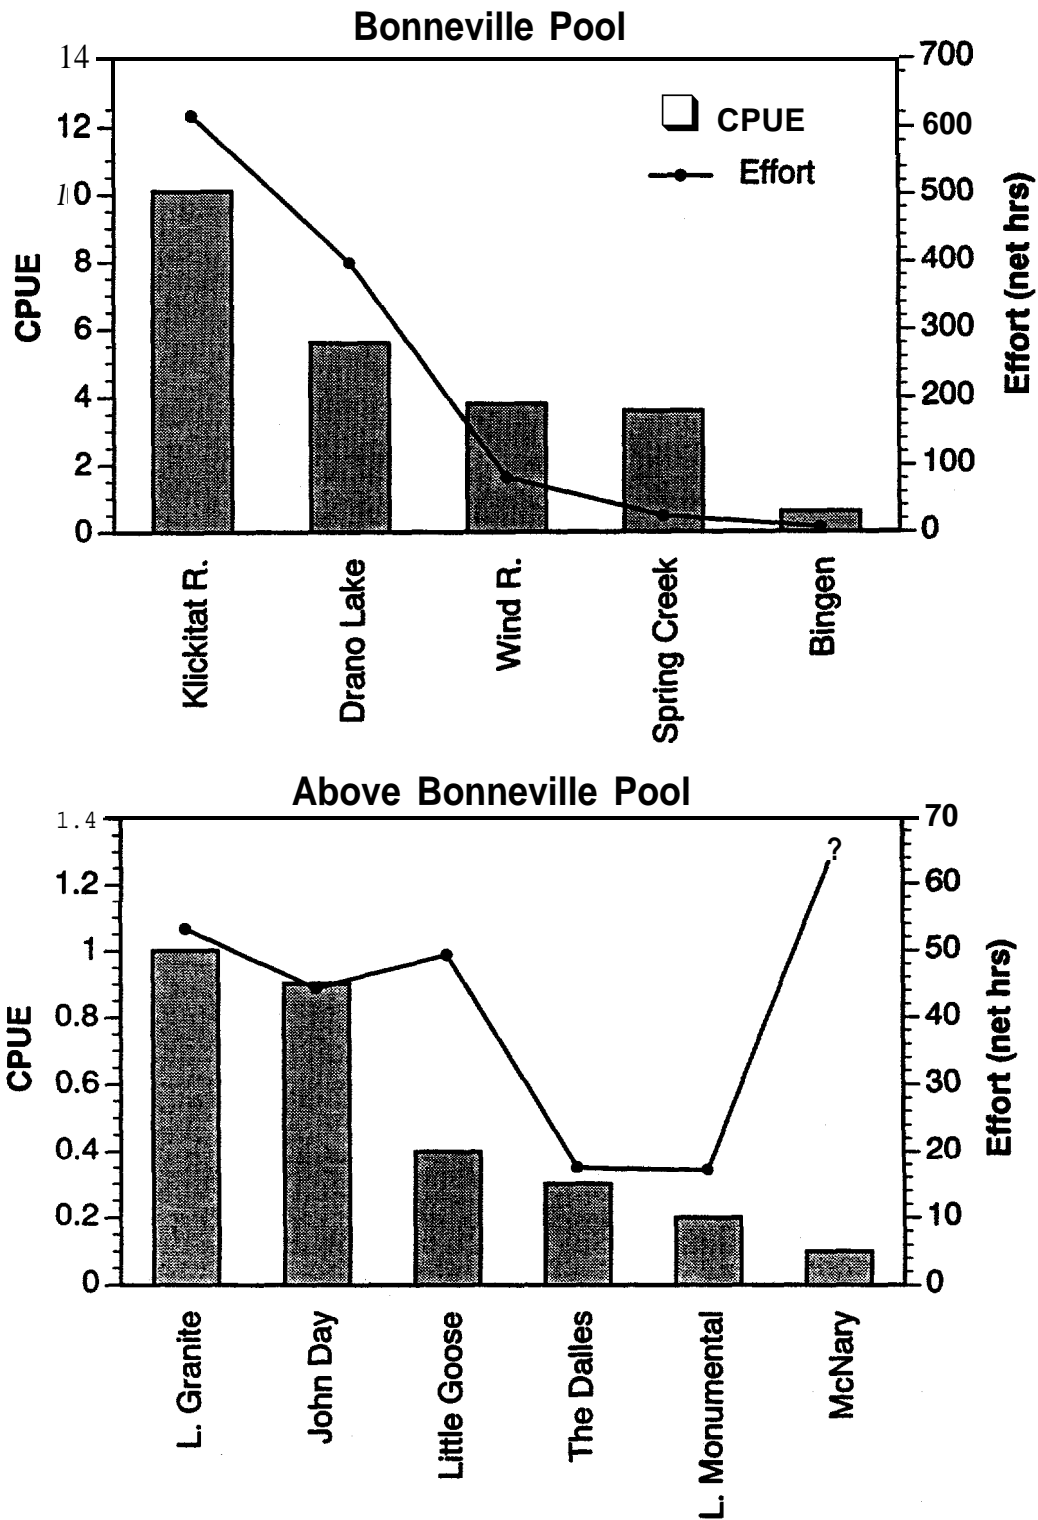 Bonneville Pool
14
12
10
8
6
4
2
0
CPUE
700
600
500
400
300
200
100
0
Effort (net hrs)
CPUE
Effort
Klickitat R.
Drano Lake
Wind R.
Spring Creek
Bingen
Above Bonneville Pool
1.4
1.2
1
0.8
0.6
0.4
0.2
0
CPUE
70
60
50
40
30
20
10
0
Effort (net hrs)
?
L. Granite
John Day
Little Goose
The Dalles
L. Monumental
McNary